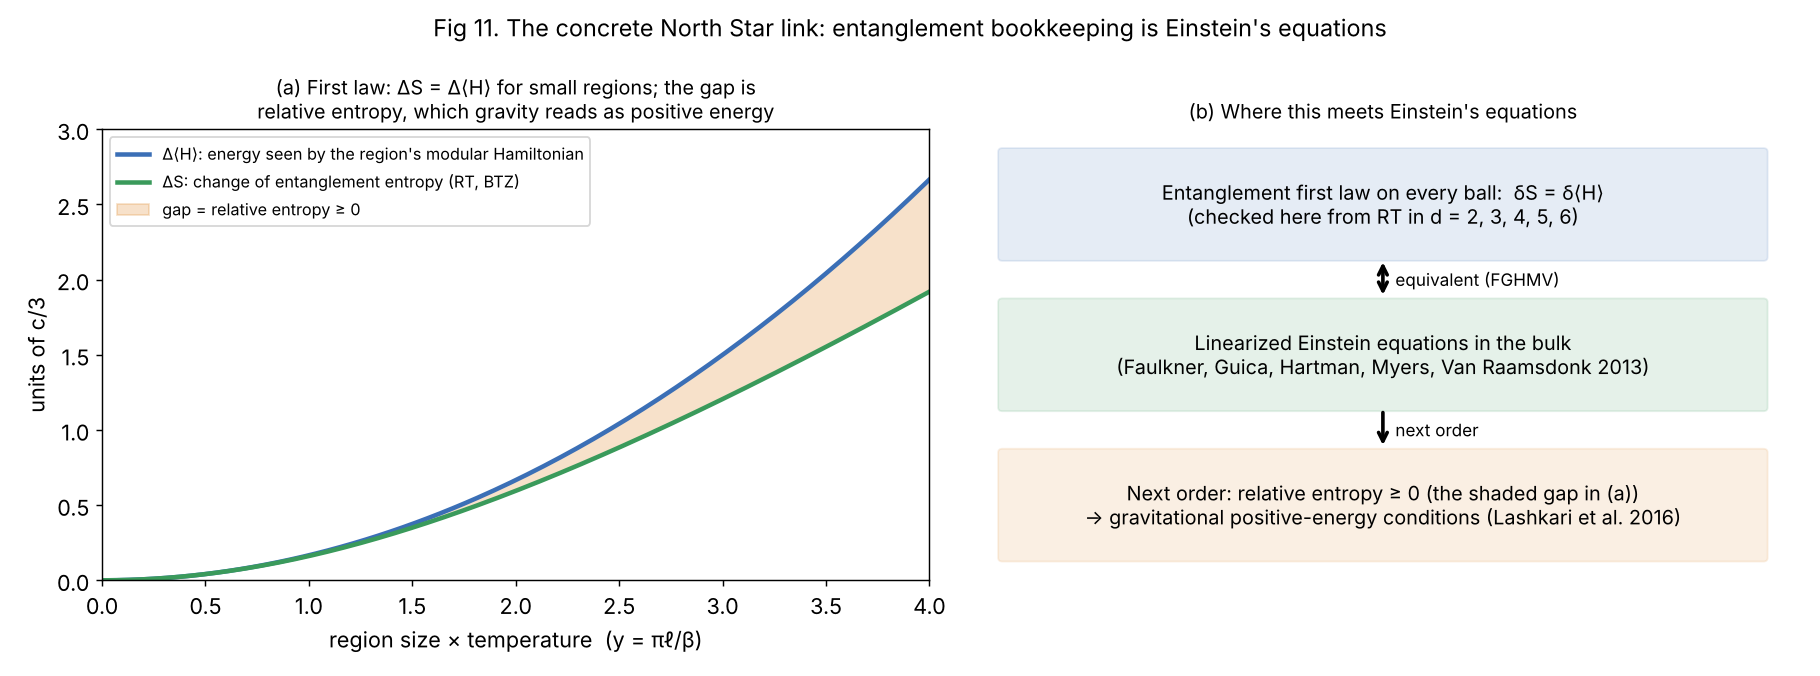 Fig 11. The concrete North Star link: entanglement bookkeeping is Einstein's equations
(a) First law: ΔS = Δ⟨H⟩ for small regions; the gap is
relative entropy, which gravity reads as positive energy
3.0
2.5
2.0
1.5
1.0
0.5
0.0
units of c/3
Δ⟨H⟩: energy seen by the region's modular Hamiltonian
ΔS: change of entanglement entropy (RT, BTZ)
gap = relative entropy ≥ 0
0.0 0.5 1.0 1.5 2.0 2.5 3.0 3.5 4.0
region size × temperature (y = πℓ/β)
(b) Where this meets Einstein's equations
Entanglement first law on every ball: δS = δ⟨H⟩
(checked here from RT in d = 2, 3, 4, 5, 6)
equivalent (FGHMV)
Linearized Einstein equations in the bulk
(Faulkner, Guica, Hartman, Myers, Van Raamsdonk 2013)
next order
Next order: relative entropy ≥ 0 (the shaded gap in (a))
→ gravitational positive-energy conditions (Lashkari et al. 2016)